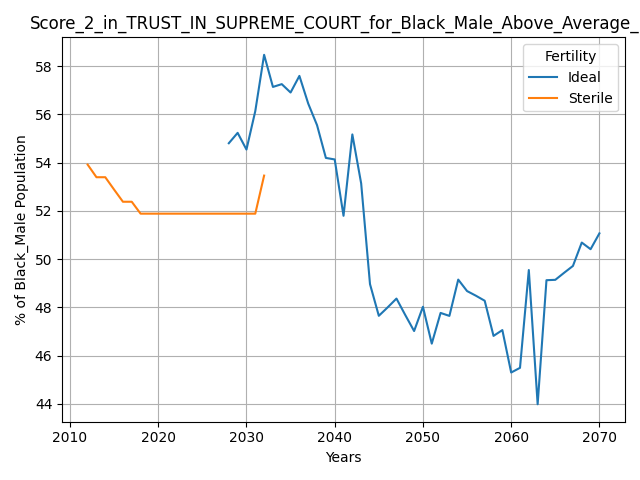 Score_2_in_TRUST_IN_SUPREME_COURT_for_Black_Male_Above_Average_
Fertility
Ideal
Sterile
% of Black_Male Population
58
56
54
52
50
48
46
44
2010
2020
2030
2040
2050
2060
2070
Years